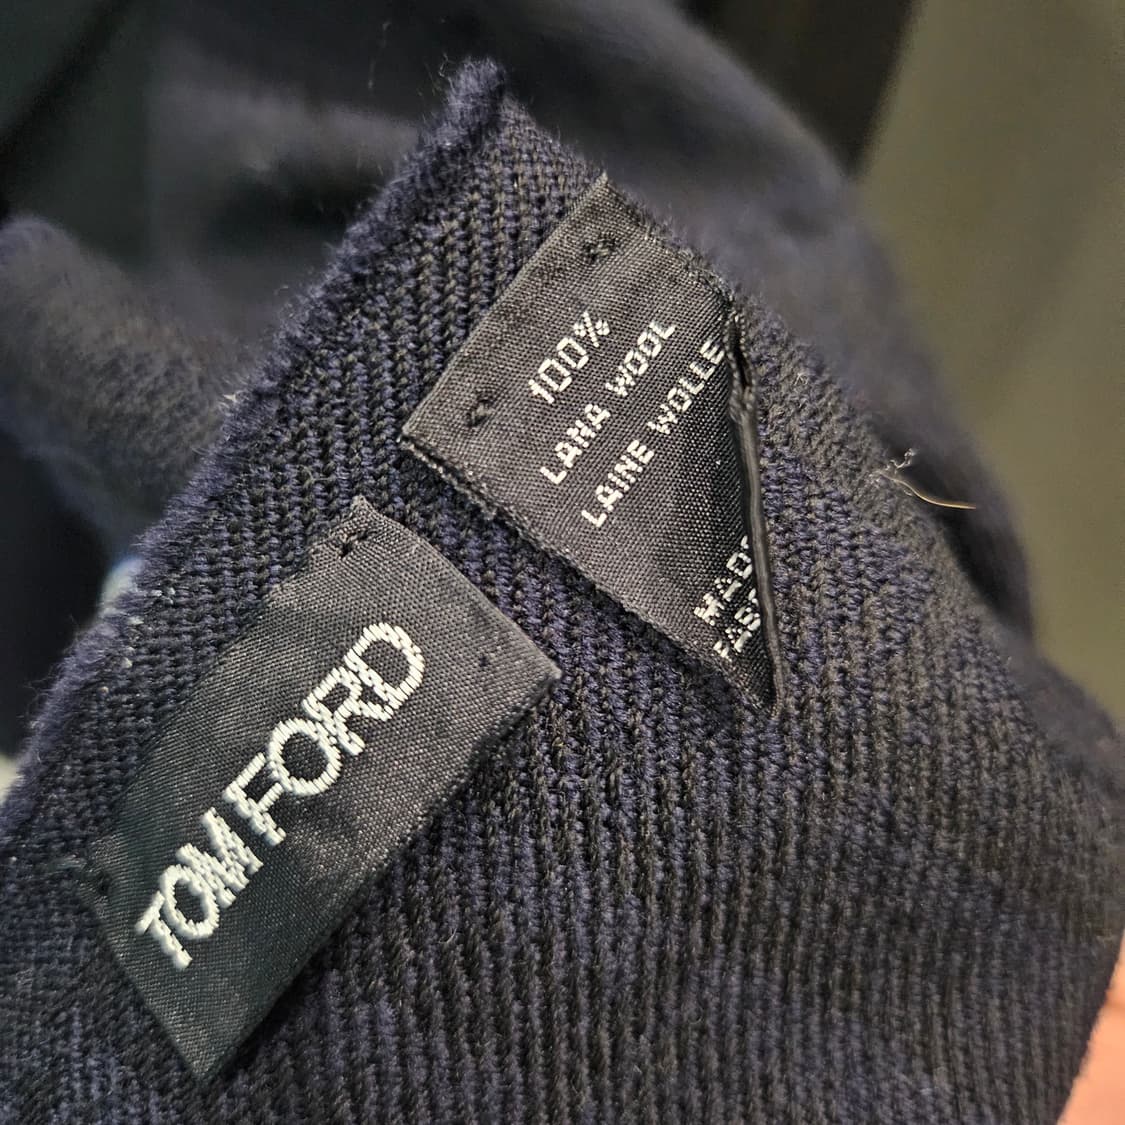 100%
LANA WOOL
LAINE WOLLE
TOM FORD